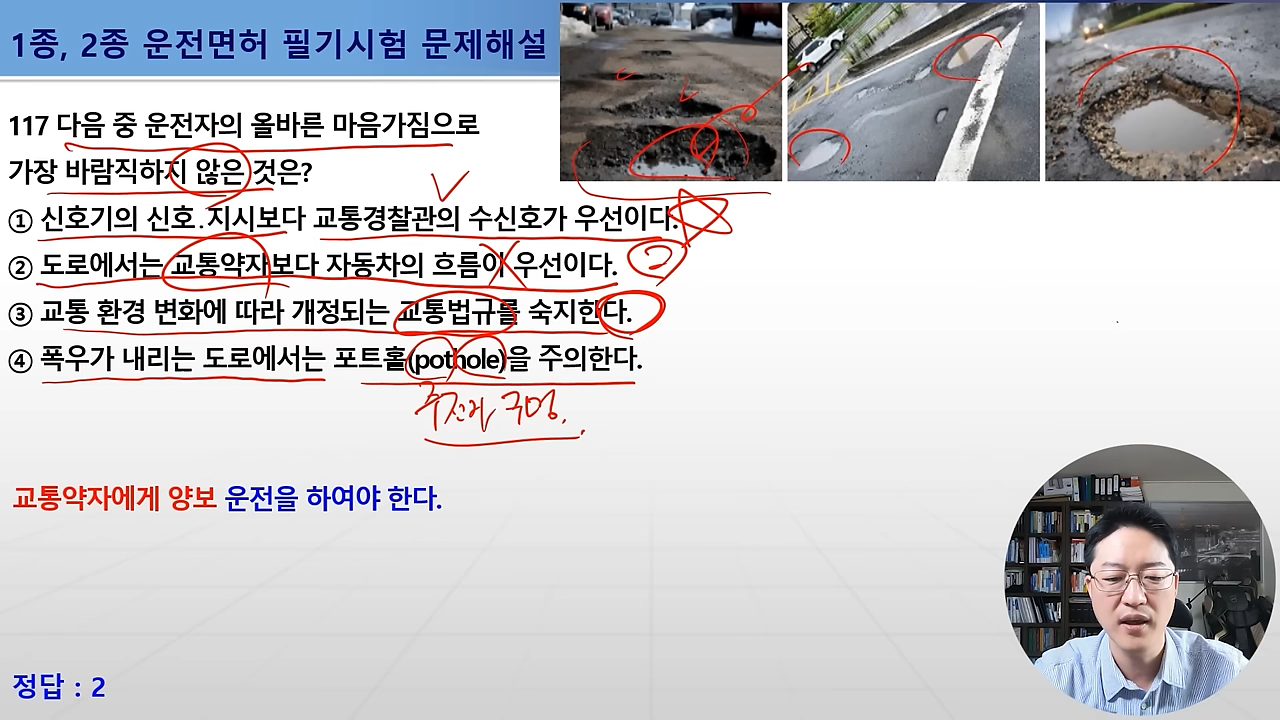 1종, 2종 운전면허 필기시험 문제해설
117 다음 중 운전자의 올바른 마음가짐으로
가장 바람직하지 않은 것은?
① 신호기의 신호.지시보다 교통경찰관의 수신호가 우선이다.
② 도로에서는 교통약자보다 자동차의 흐름이 우선이다.
③ 교통 환경 변화에 따라 개정되는 교통법규를 숙지한다.
④ 폭우가 내리는 도로에서는 포트홀(pothole)을 주의한다.
구멍.
교통약자에게 양보 운전을 하여야 한다.
정답 : 2